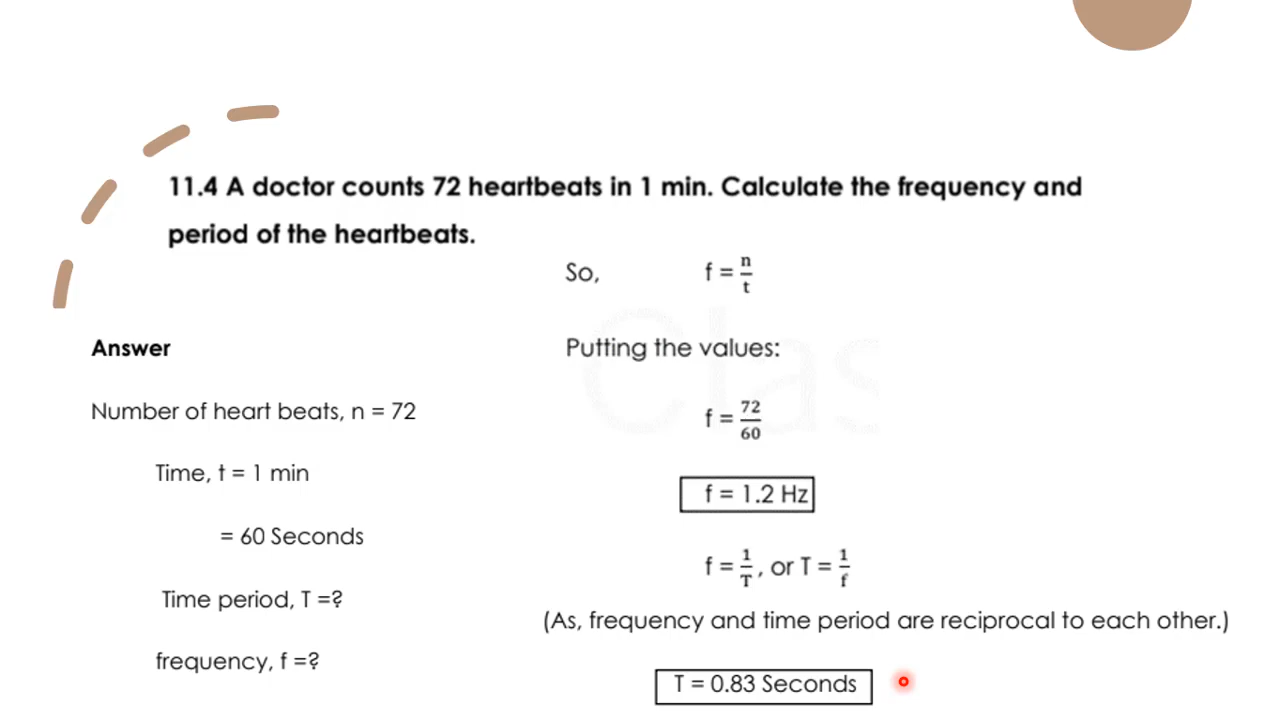 11.4 A doctor counts 72 heartbeats in 1 min. Calculate the frequency and
period of the heartbeats.
Answer
Number of heart beats, n = 72
Time, t = 1 min
= 60 Seconds
Time period, T =?
frequency, f =?
So, f = n/t
Putting the values:
f = 72/60
f = 1.2 Hz
f = 1/T, or T = 1/f
(As, frequency and time period are reciprocal to each other.)
T = 0.83 Seconds
Clas